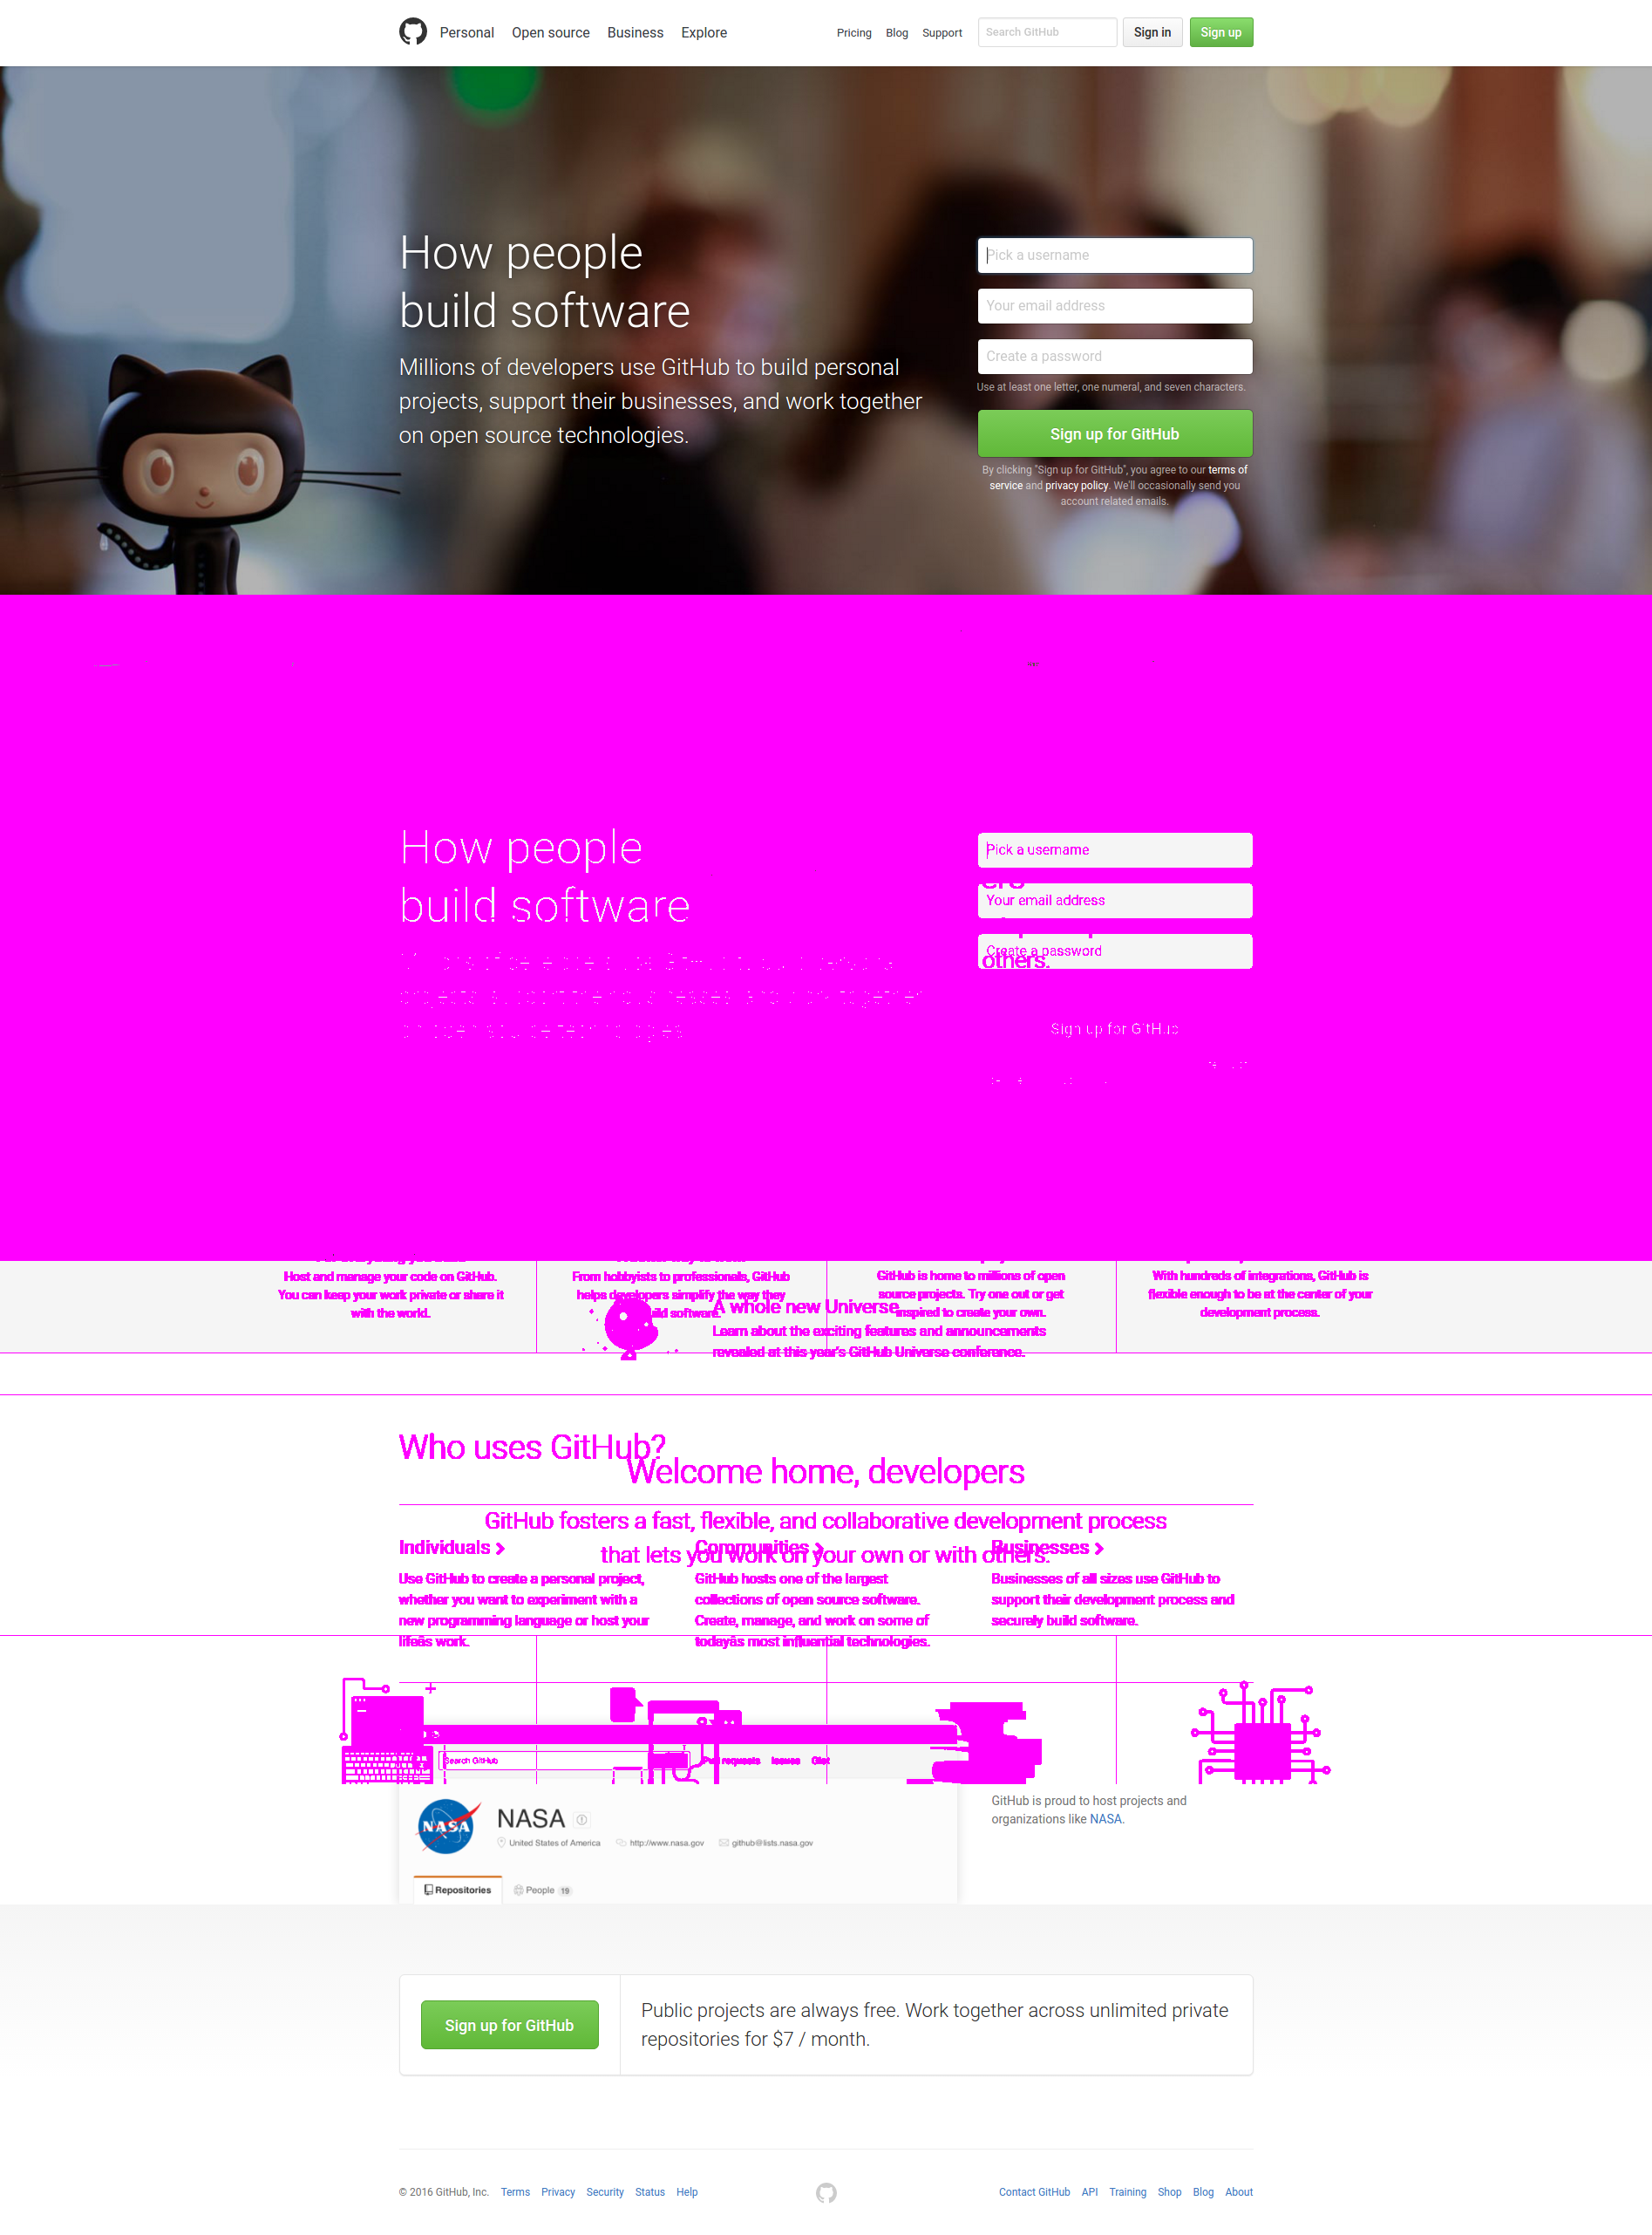 Personal Open source Business Explore Pricing Blog Support Search GitHub Sign in Sign up
How people
build software
Millions of developers use GitHub to build personal
projects, support their businesses, and work together
on open source technologies.
Pick a username
Your email address
Create a password
Use at least one letter, one numeral, and seven characters.
Sign up for GitHub
By clicking "Sign up for GitHub", you agree to our terms of
service and privacy policy. We'll occasionally send you
account related emails.
How people
build software
Pick a username
Your email address
Create a password
others.
Sign up for GitHub
Host and manage your code on GitHub.
You can keep your work private or share it
with the world.
From hobbyists to professionals, GitHub
helps developers simplify the way they
software.
GitHub is home to millions of open
source projects. Try one out or get
inspired to create your own.
With hundreds of integrations, GitHub is
flexible enough to be at the center of your
development process.
A whole new Universe
Learn about the exciting features and announcements
revealed at this year's GitHub Universe conference.
Who uses GitHub?
Welcome home, developers
GitHub fosters a fast, flexible, and collaborative development process
that lets you work on your own or with others.
Individuals
Use GitHub to create a personal project,
whether you want to experiment with a
new programming language or host your
lifeâs work.
Communities
GitHub hosts one of the largest
collections of open source software.
Create, manage, and work on some of
todayâs most influential technologies.
Businesses
Businesses of all sizes use GitHub to
support their development process and
securely build software.
Search GitHub requests Issues Gist
NASA
NASA
United States of America http://www.nasa.gov github@lists.nasa.gov
Repositories People 19
GitHub is proud to host projects and
organizations like NASA.
Sign up for GitHub
Public projects are always free. Work together across unlimited private
repositories for $7 / month.
© 2016 GitHub, Inc. Terms Privacy Security Status Help Contact GitHub API Training Shop Blog About